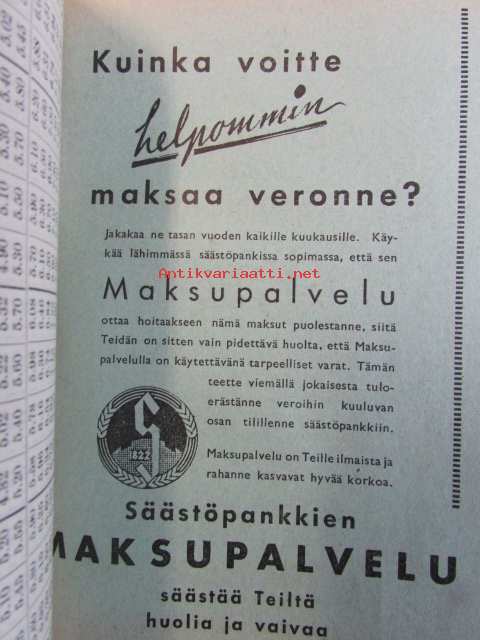 Kuinka voitte
helpommin
maksaa veronne?
Jakakaa ne tasan vuoden kaikille kuukausille. Käy-
kää lähimmässä säästöpankissa sopimassa, että sen
Antikvariaatti.net
Maksupalvelu
ottaa hoitaakseen nämä maksut puolestanne, siitä
Teidän on sitten vain pidettävä huolta, että Maksu-
palvelulla on käytettävänä tarpeelliset varat. Tämän
teette viemällä jokaisesta tulo-
erästänne veroihin kuuluvan
osan tilillenne säästöpankkiin.
1822
Maksupalvelu on Teille ilmaista ja
rahanne kasvavat hyvää korkoa.
Säästöpankkien
MAKSUPALVELU
säästää Teiltä
huolia ja vaivaa